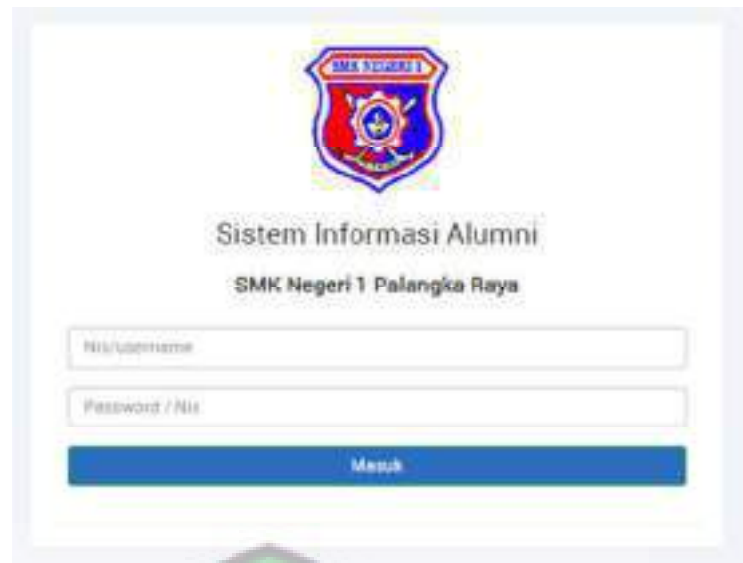 SMK NEGERI 1
Sistem Informasi Alumni
SMK Negeri 1 Palangka Raya
Nis/username
Password / Nis
Masuk